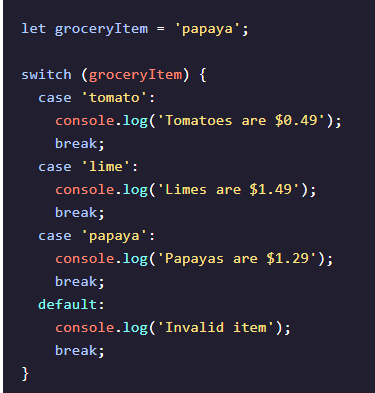 let groceryItem = 'papaya';
switch (groceryItem) {
  case 'tomato':
    console.log('Tomatoes are $0.49');
    break;
  case 'lime':
    console.log('Limes are $1.49');
    break;
  case 'papaya':
    console.log('Papayas are $1.29');
    break;
  default:
    console.log('Invalid item');
    break;
}